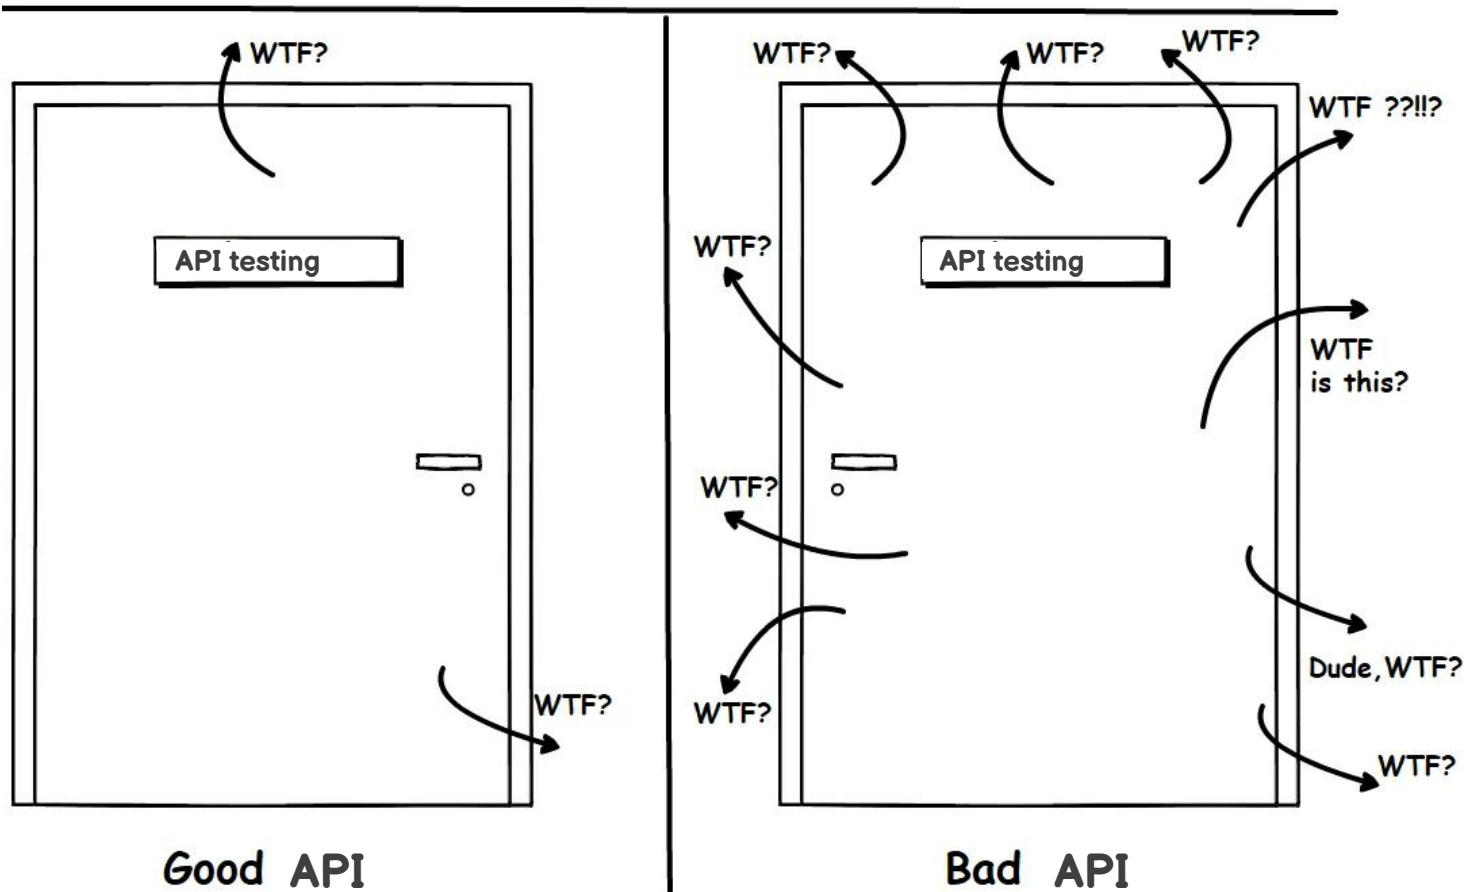 WTF?
API testing
WTF?
Good API
WTF?
WTF?
WTF?
WTF ??!!?
WTF?
API testing
WTF
is this?
WTF?
Dude, WTF?
WTF?
WTF?
Bad API